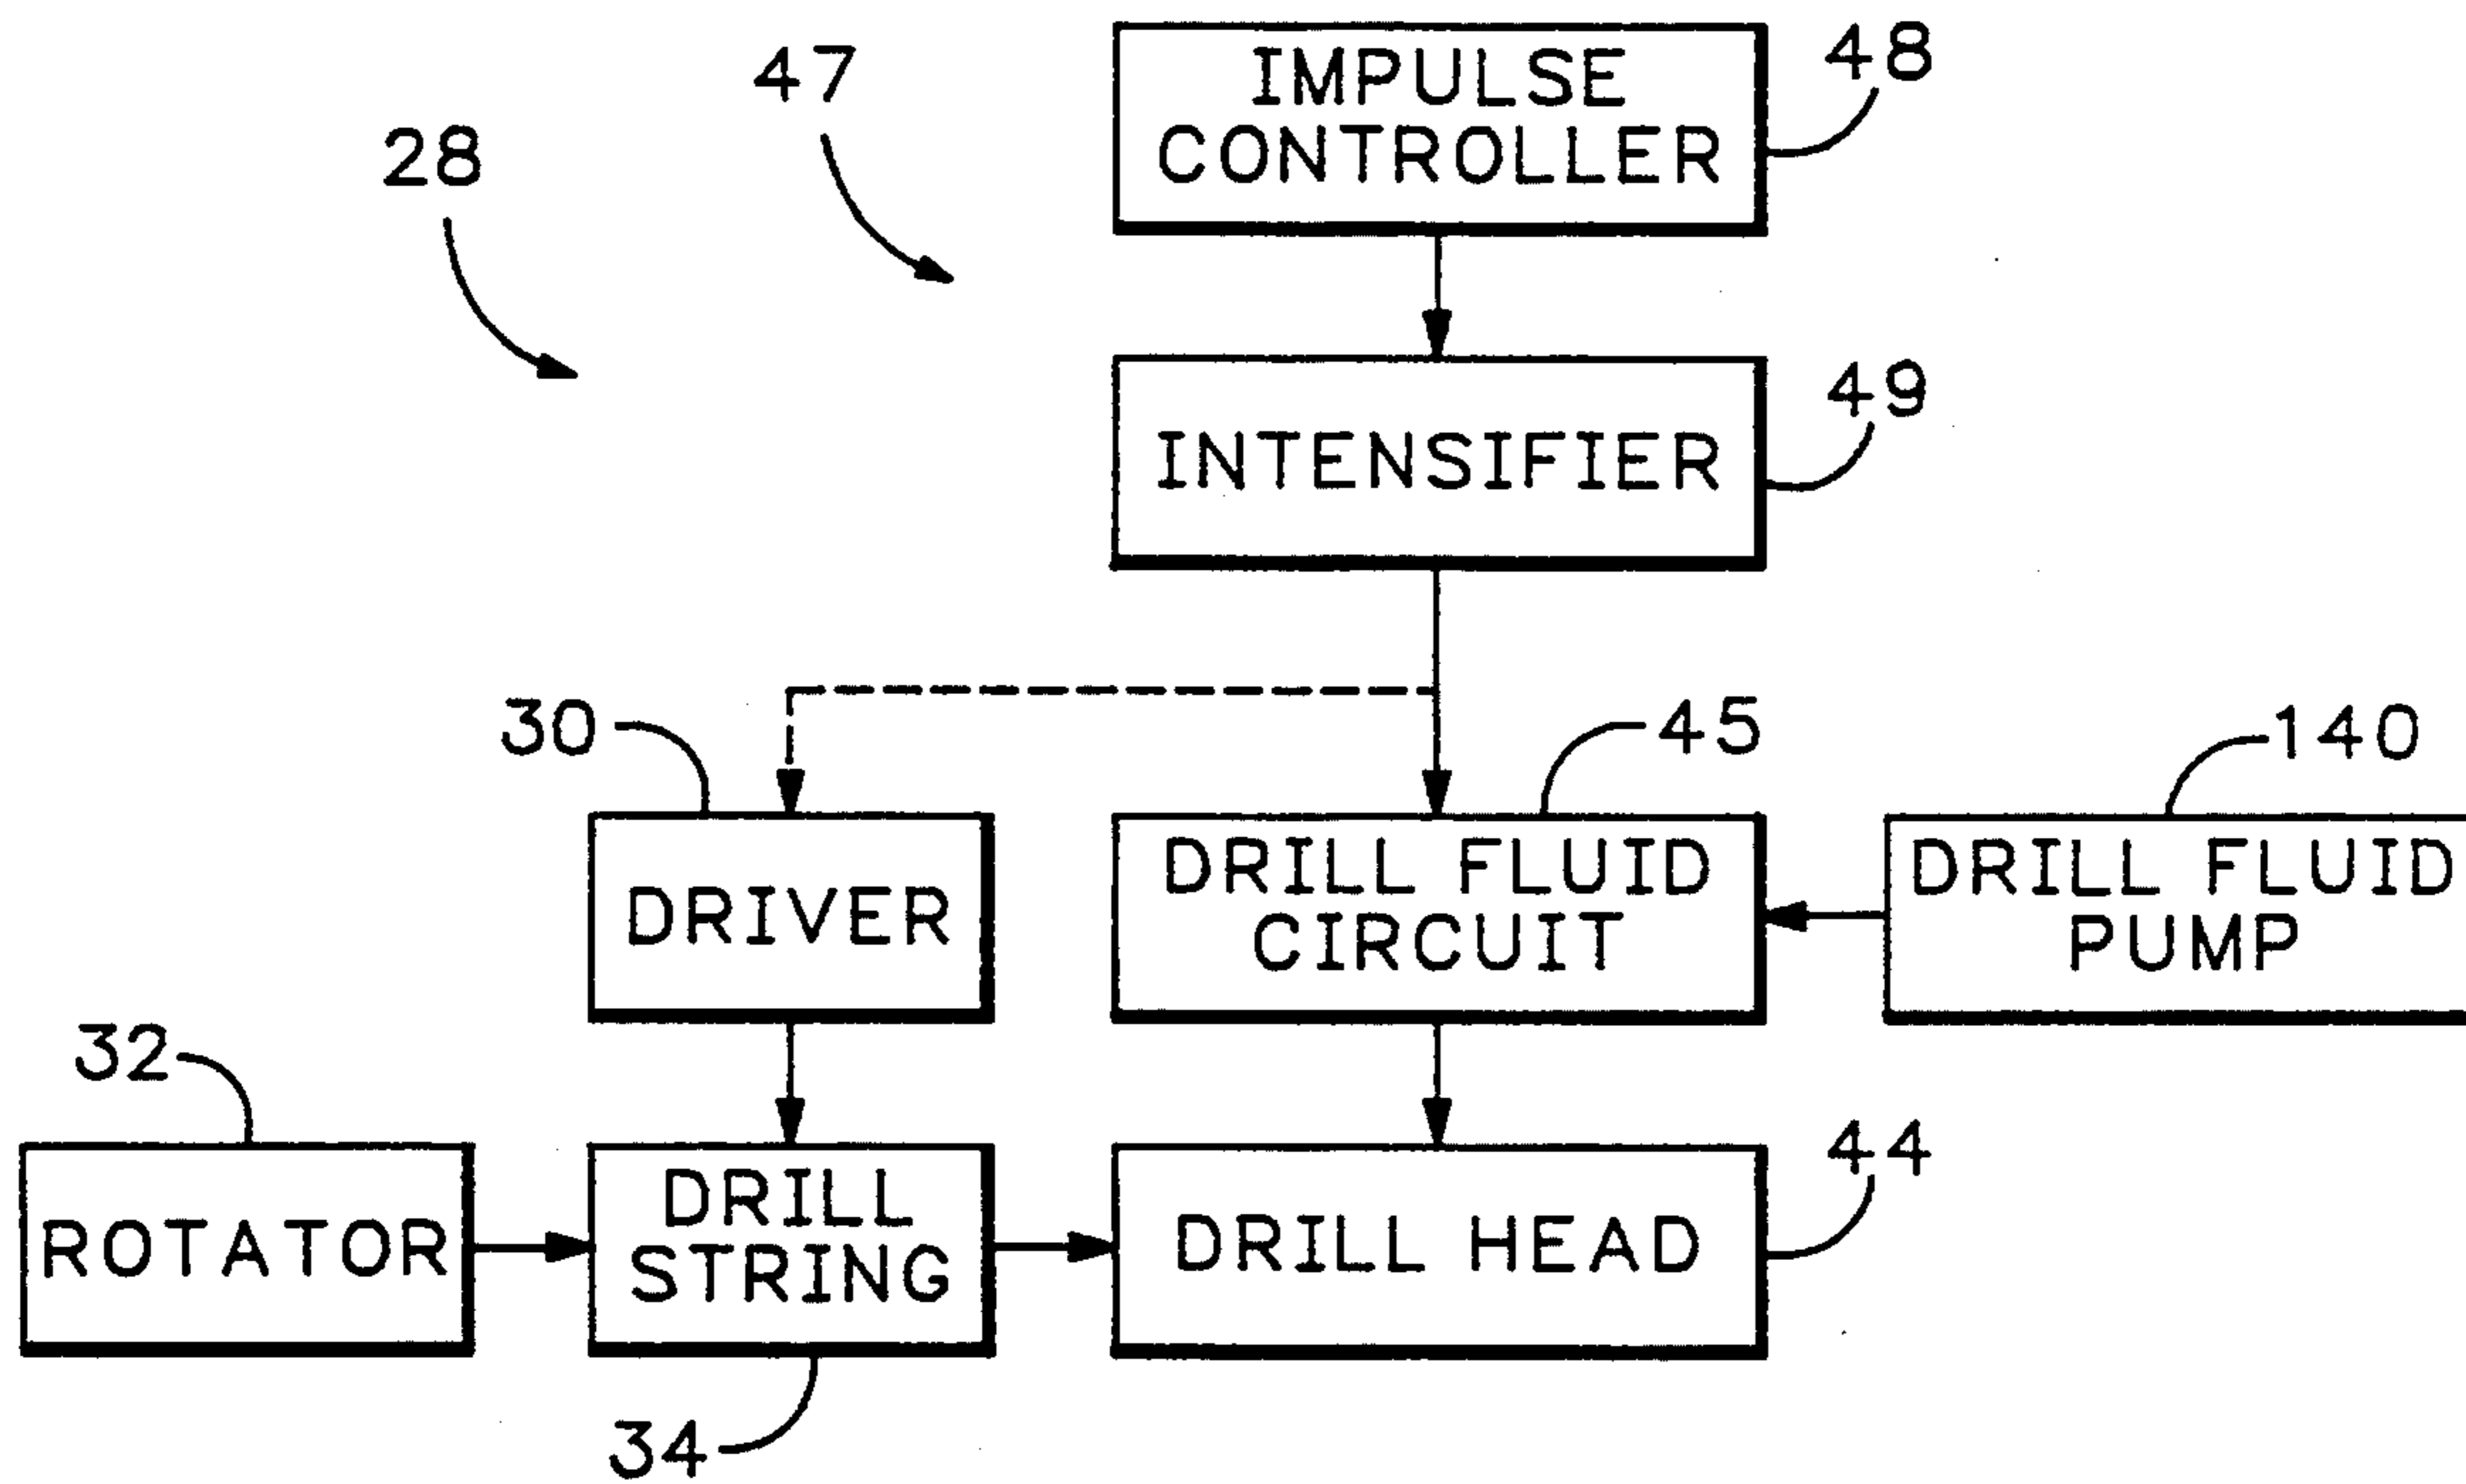 47
28
IMPULSE
CONTROLLER
48
INTENSIFIER
49
30
DRIVER
45
DRILL FLUID
CIRCUIT
140
DRILL FLUID
PUMP
32
ROTATOR
DRILL
STRING
34
DRILL HEAD
44